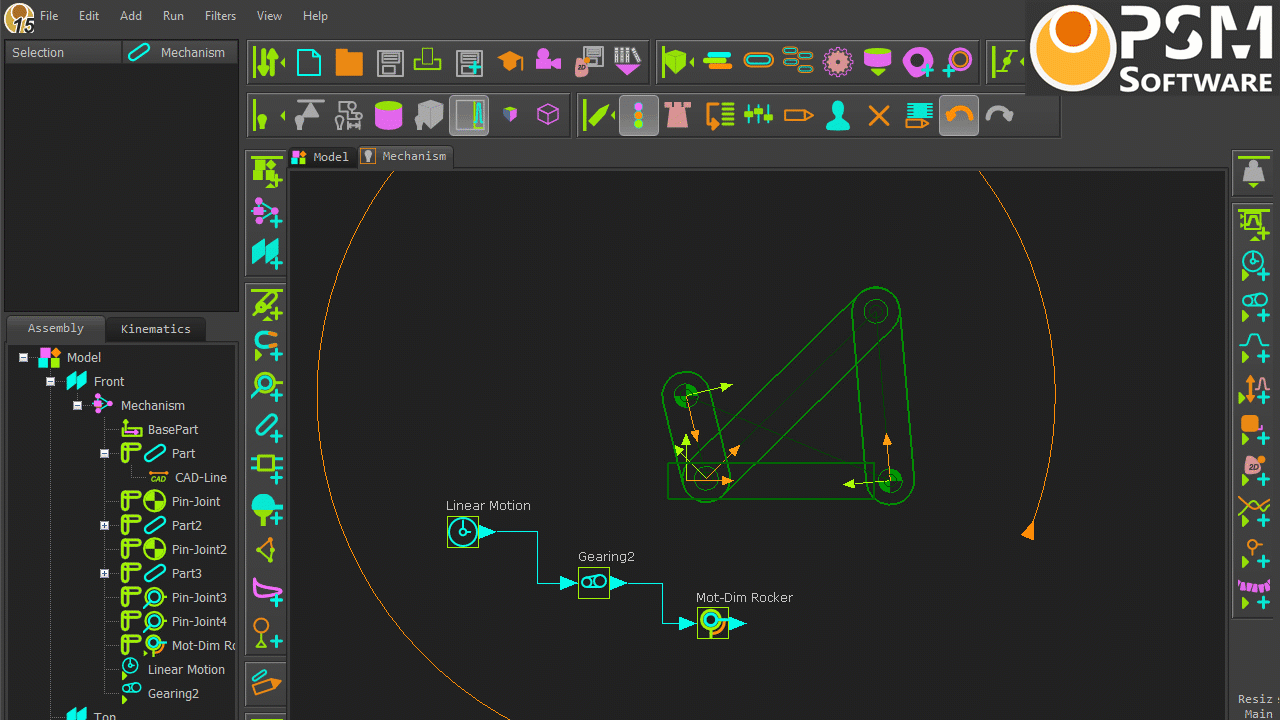 15
File Edit Add Run Filters View Help
PSM
SOFTWARE
Selection Mechanism
2D
Model Mechanism
Assembly Kinematics
Model
Front
Mechanism
BasePart
Part
CAD CAD-Line
Pin-Joint
Part2
Pin-Joint2
Part3
Pin-Joint3
Pin-Joint4
Mot-Dim Ro
Linear Motion
Gearing2
Top
Linear Motion
Gearing2
Mot-Dim Rocker
2D
Resiz
Main